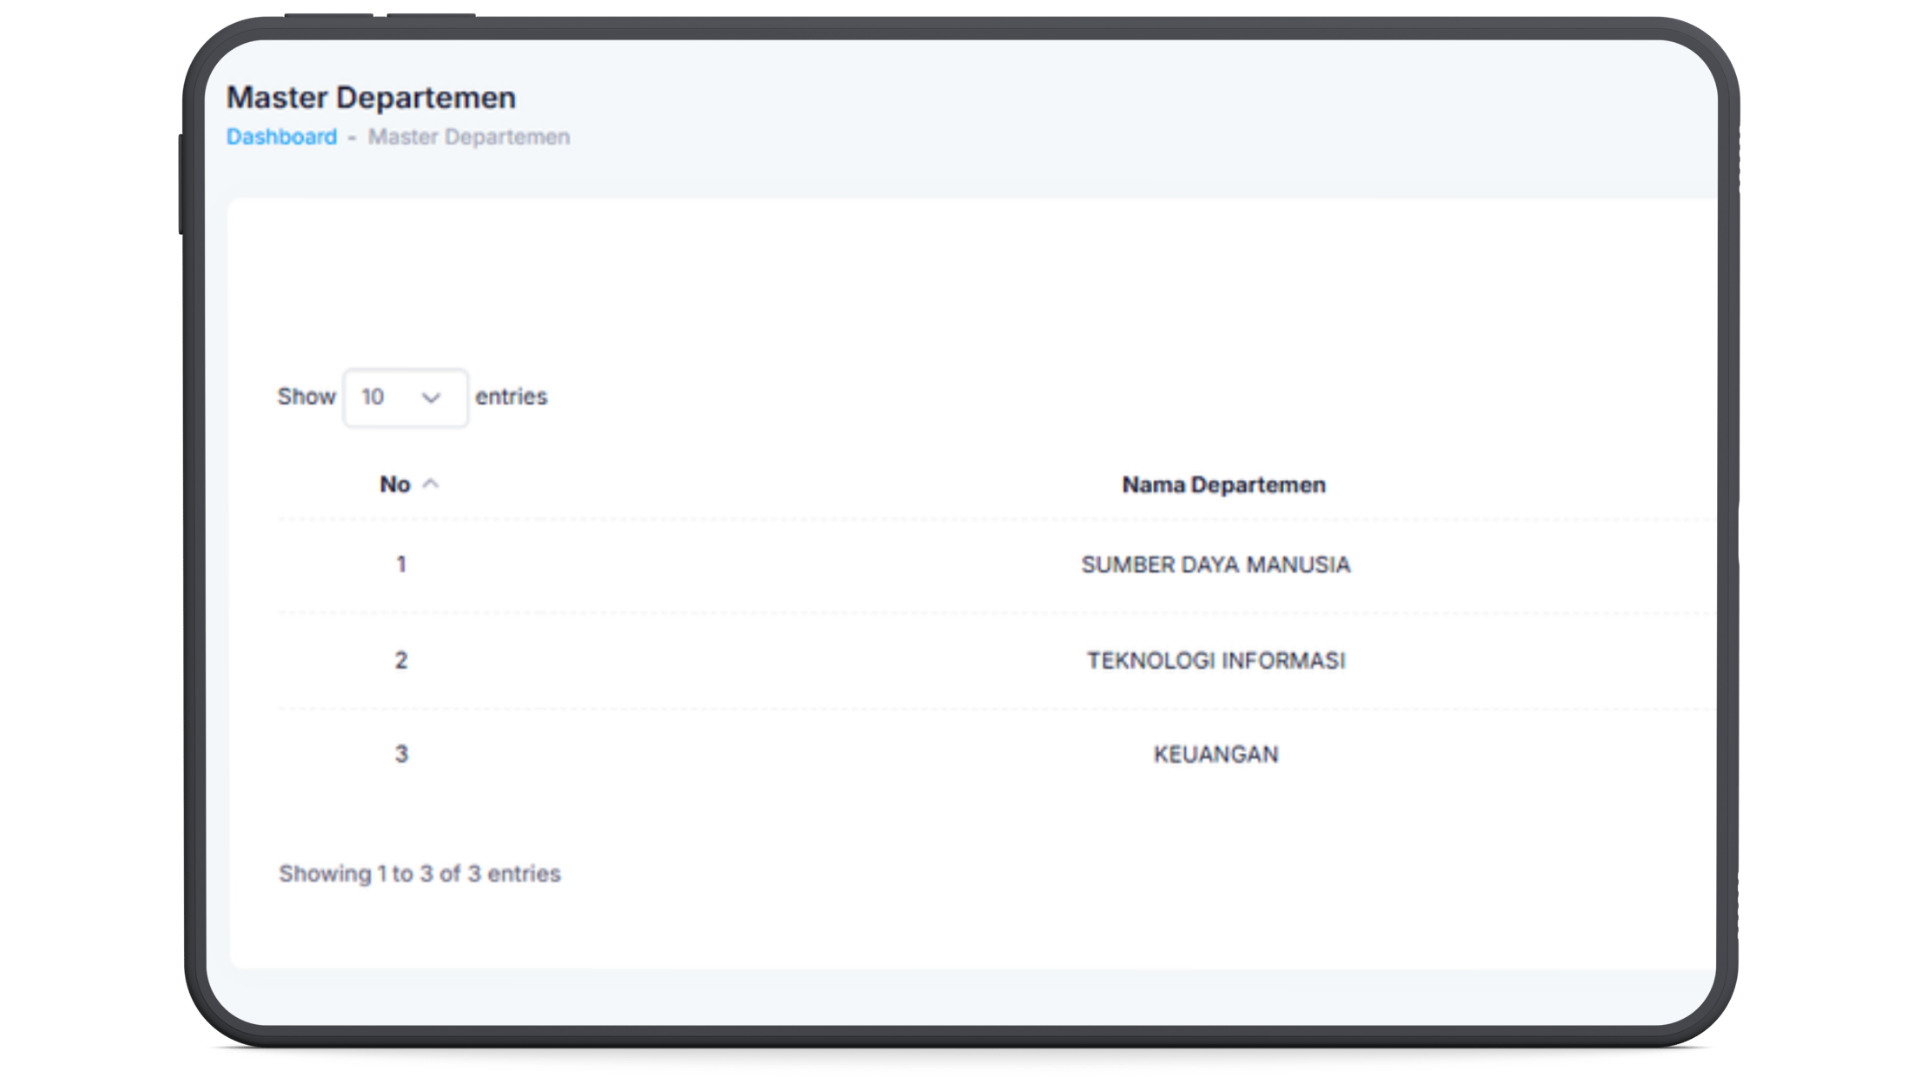 Master Departemen
Dashboard - Master Departemen
Show 10 entries
No Nama Departemen
1 SUMBER DAYA MANUSIA
2 TEKNOLOGI INFORMASI
3 KEUANGAN
Showing 1 to 3 of 3 entries